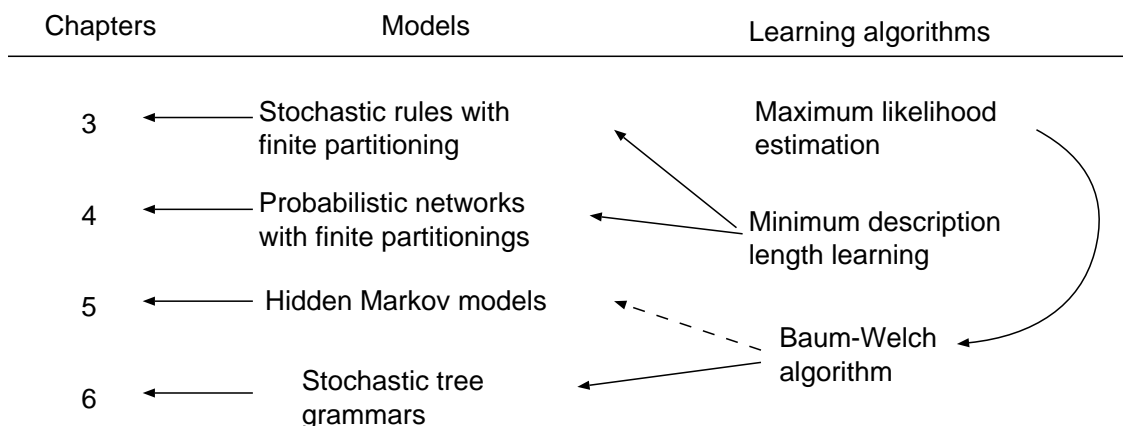 Chapters Models Learning algorithms
3 Stochastic rules with finite partitioning
Maximum likelihood estimation
4 Probabilistic networks with finite partitionings
Minimum description length learning
5 Hidden Markov models
Baum-Welch algorithm
6 Stochastic tree grammars